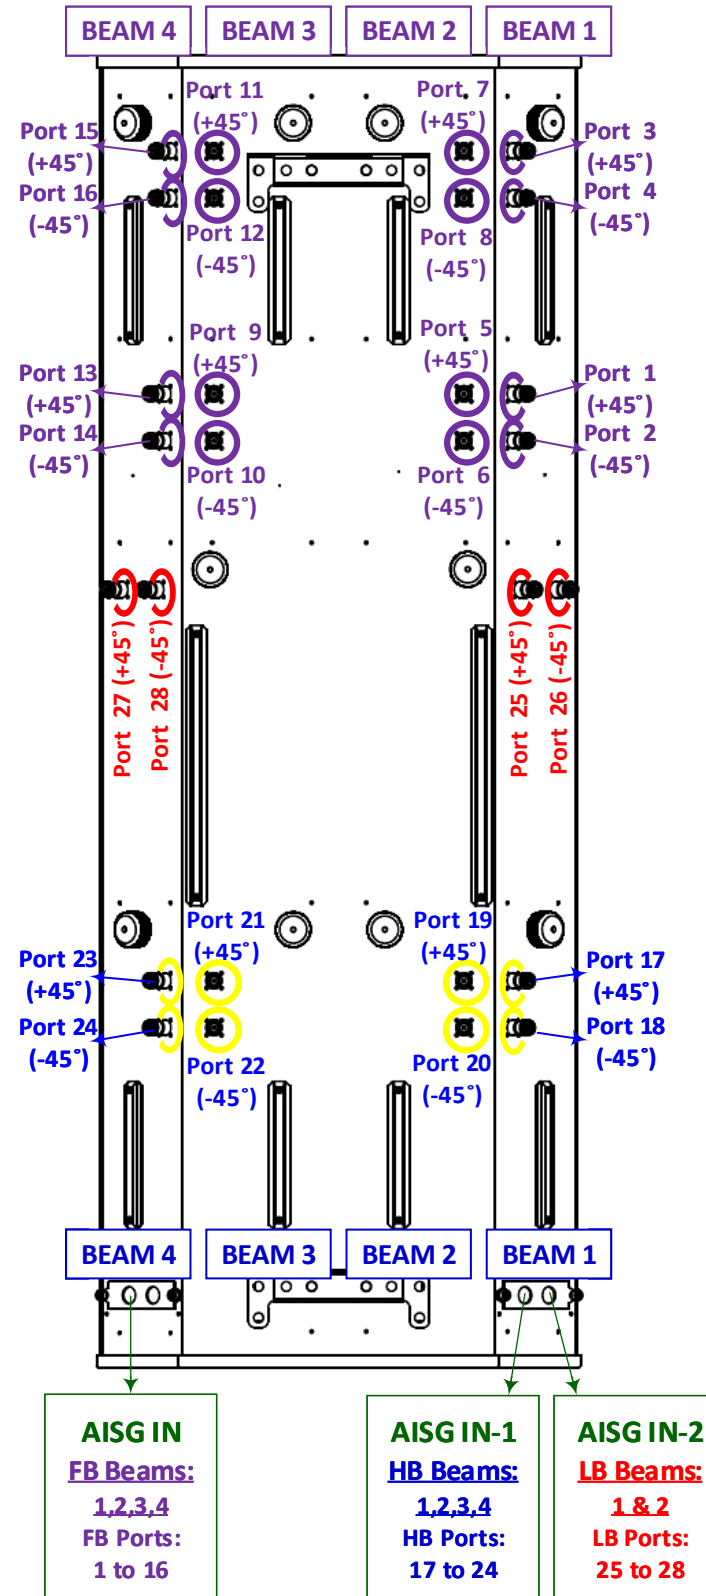 BEAM 4
BEAM 3
BEAM 2
BEAM 1
Port 11
(+45˚)
Port 7
(+45˚)
Port 15
(+45˚)
Port 3
(+45˚)
Port 16
(-45˚)
Port 4
(-45˚)
Port 12
(-45˚)
Port 8
(-45˚)
Port 9
(+45˚)
Port 5
(+45˚)
Port 13
(+45˚)
Port 1
(+45˚)
Port 14
(-45˚)
Port 2
(-45˚)
Port 10
(-45˚)
Port 6
(-45˚)
Port 27 (+45˚)
Port 28 (-45˚)
Port 25 (+45˚)
Port 26 (-45˚)
Port 21
(+45˚)
Port 19
(+45˚)
Port 23
(+45˚)
Port 17
(+45˚)
Port 24
(-45˚)
Port 18
(-45˚)
Port 22
(-45˚)
Port 20
(-45˚)
BEAM 4
BEAM 3
BEAM 2
BEAM 1
AISG IN
FB Beams:
1,2,3,4
FB Ports:
1 to 16
AISG IN-1
HB Beams:
1,2,3,4
HB Ports:
17 to 24
AISG IN-2
LB Beams:
1 & 2
LB Ports:
25 to 28